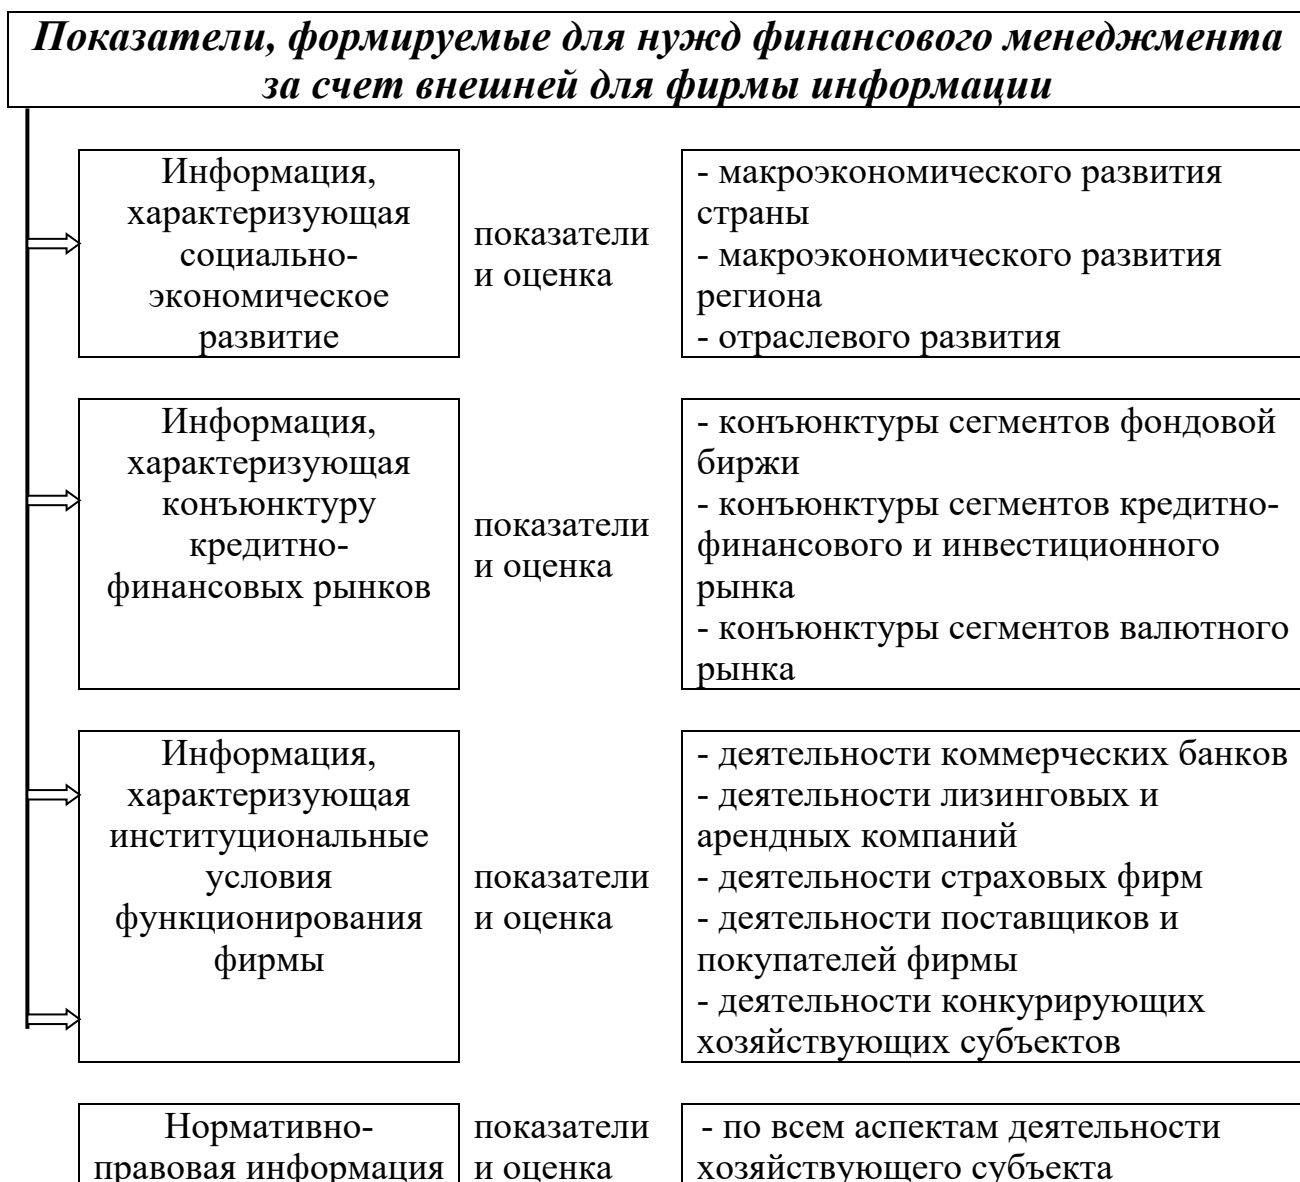 Показатели, формируемые для нужд финансового менеджмента
за счет внешней для фирмы информации
Информация,
характеризующая
социально-
экономическое
развитие
показатели
и оценка
- макроэкономического развития
страны
- макроэкономического развития
региона
- отраслевого развития
Информация,
характеризующая
конъюнктуру
кредитно-
финансовых рынков
показатели
и оценка
- конъюнктуры сегментов фондовой
биржи
- конъюнктуры сегментов кредитно-
финансового и инвестиционного
рынка
- конъюнктуры сегментов валютного
рынка
Информация,
характеризующая
институциональные
условия
функционирования
фирмы
показатели
и оценка
- деятельности коммерческих банков
- деятельности лизинговых и
арендных компаний
- деятельности страховых фирм
- деятельности поставщиков и
покупателей фирмы
- деятельности конкурирующих
хозяйствующих субъектов
Нормативно-
правовая информация
показатели
и оценка
- по всем аспектам деятельности
хозяйствующего субъекта